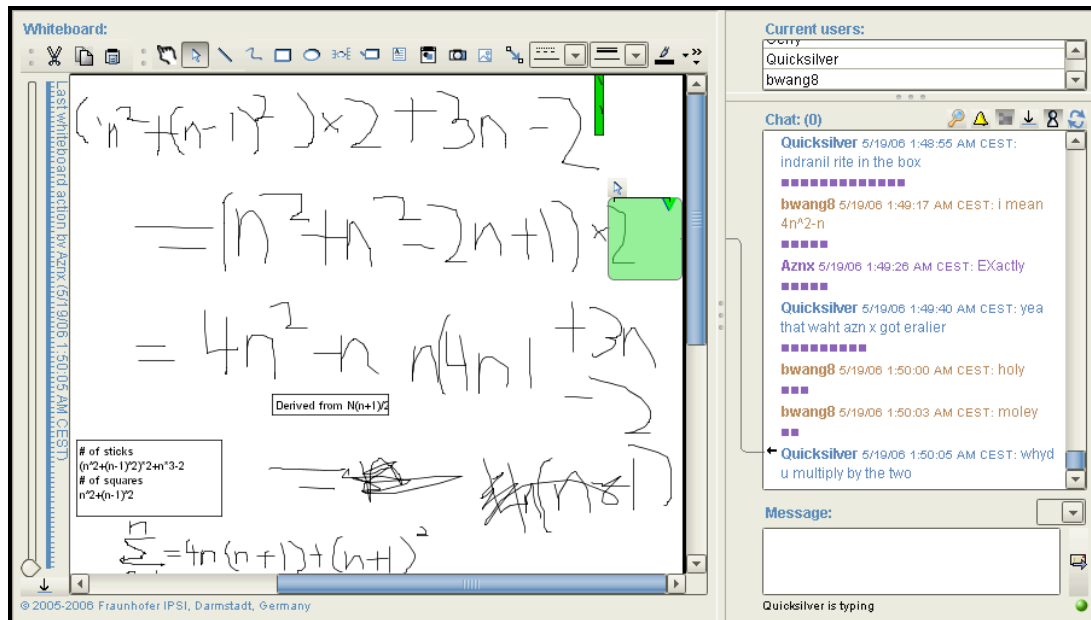 Whiteboard:
Last whiteboard action by Aznx (5/19/06 1:50:05 AM CEST)
(n²+(n-1)²)×2+3n-2
=(n²+n²-2n+1)×2
+3n
-2
=4n²-n n(4n1
Derived from N(n+1)/2
# of sticks
(n^2+(n-1)^2)*2+n*3-2
# of squares
n^2+(n-1)^2
=
n
∑=4n(n+1)+(n+1)²
© 2005-2006 Fraunhofer IPSI, Darmstadt, Germany
Current users:
Quicksilver
bwang8
Chat: (0)
Quicksilver 5/19/06 1:48:55 AM CEST:
indranil rite in the box
bwang8 5/19/06 1:49:17 AM CEST: i mean
4n^2-n
Aznx 5/19/06 1:49:26 AM CEST: EXactly
Quicksilver 5/19/06 1:49:40 AM CEST: yea
that waht azn x got eralier
bwang8 5/19/06 1:50:00 AM CEST: holy
bwang8 5/19/06 1:50:03 AM CEST: moley
Quicksilver 5/19/06 1:50:05 AM CEST: whyd
u multiply by the two
Message:
Quicksilver is typing